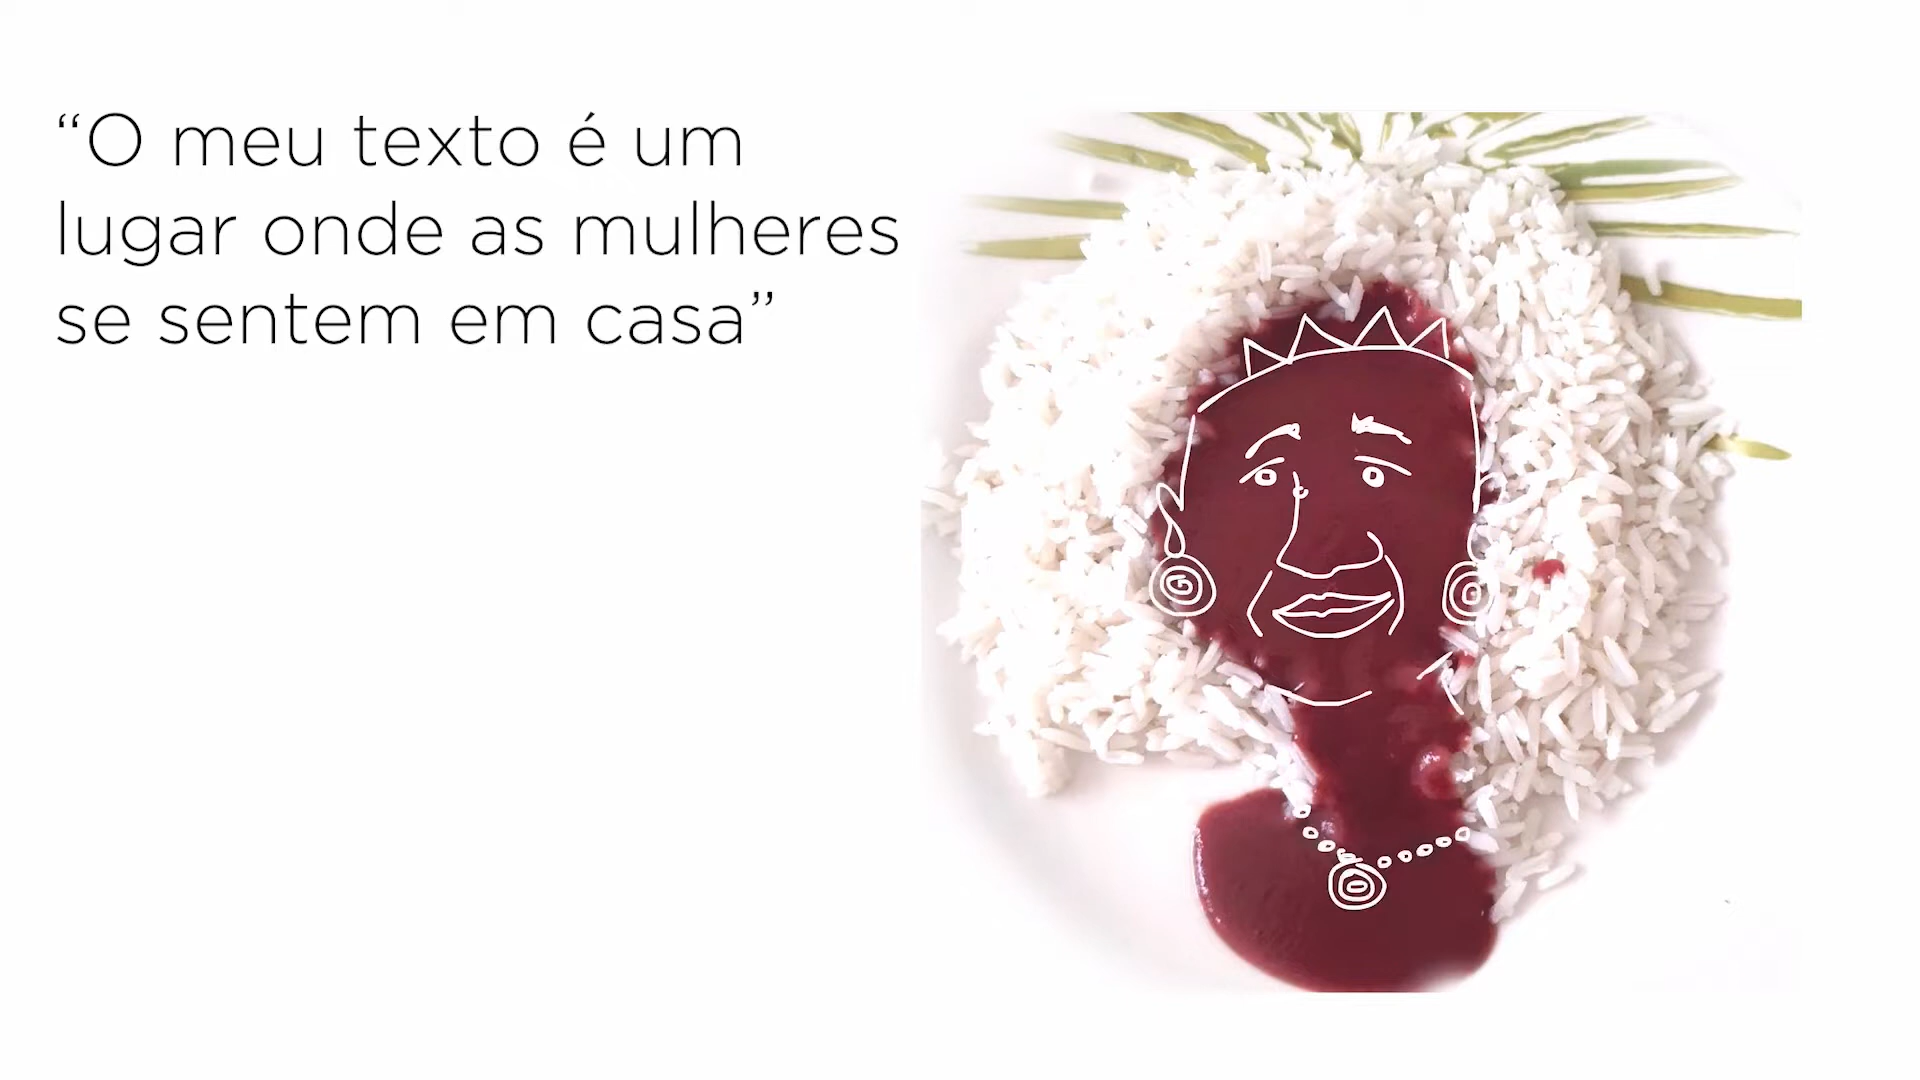 “O meu texto é um
lugar onde as mulheres
se sentem em casa”